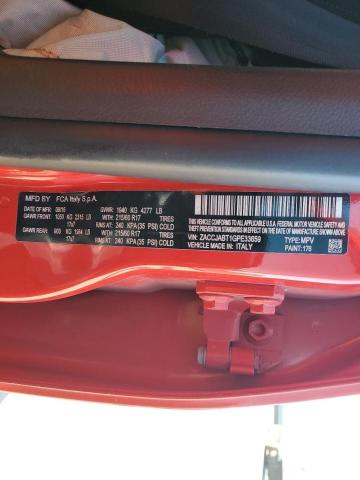 MFD BY FCA Italy S.p.A.
DATE OF MFR GVWR: 1940 KG 4277 LB
GAWR FRONT: 1050 KG 2315 LB WITH: 215/60 R17 TIRES
RIMS AT: 240 KPA(35 PSI) COLD
GAWR REAR: 900 KG 1984 LB WITH: 215/60 R17 TIRES
RIMS AT: 240 KPA(35 PSI) COLD
THIS VEHICLE CONFORMS TO ALL APPLICABLE U.S.A. FEDERAL MOTOR VEHICLE SAFETY, BUMPER, AND THEFT PREVENTION STANDARDS IN EFFECT ON THE DATE OF MANUFACTURE SHOWN ABOVE
VIN: ZACCJABT1GPE33659 TYPE: MPV
VEHICLE MADE IN: ITALY PAINT: 176